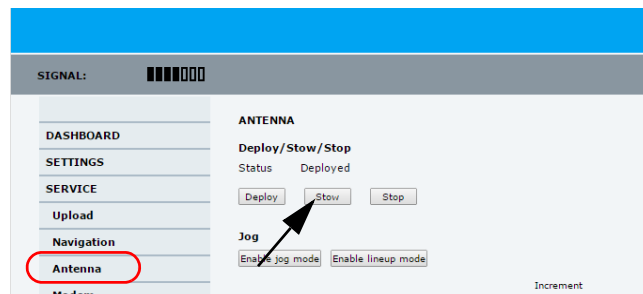 SIGNAL:
DASHBOARD
SETTINGS
SERVICE
Upload
Navigation
Antenna
Modem
ANTENNA
Deploy/Stow/Stop
Status Deployed
Deploy Stow Stop
Jog
Enable jog mode Enable lineup mode
Increment